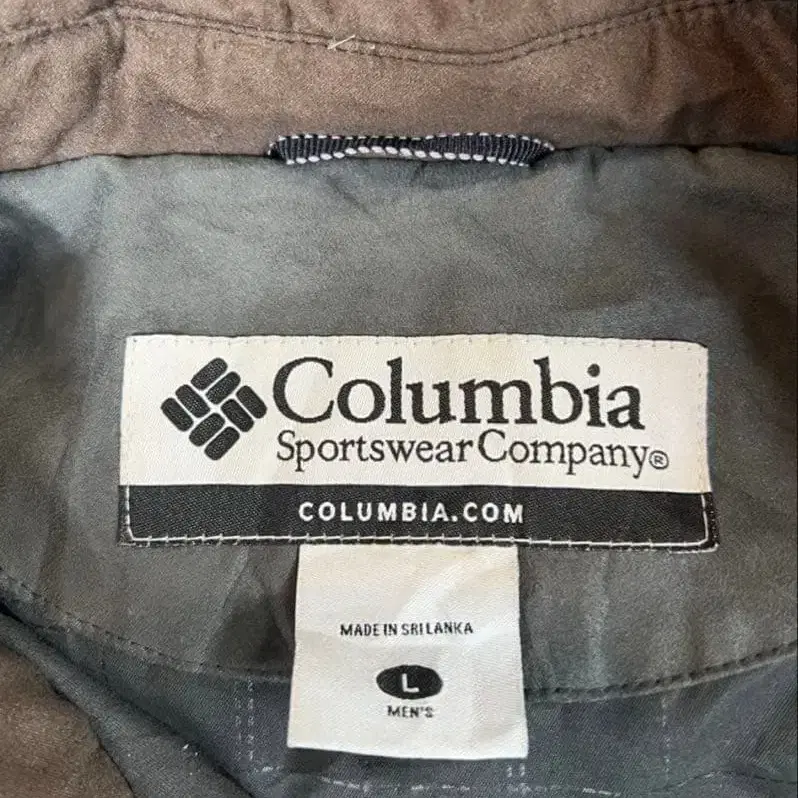 Columbia
Sportswear Company®
COLUMBIA.COM
MADE IN SRI LANKA
L
MEN'S